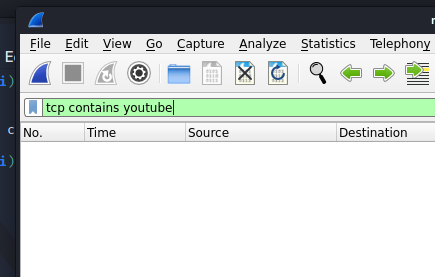 E
File Edit View Go Capture Analyze Statistics Telephony
i)
tcp contains youtube
c
No. Time Source Destination
i)